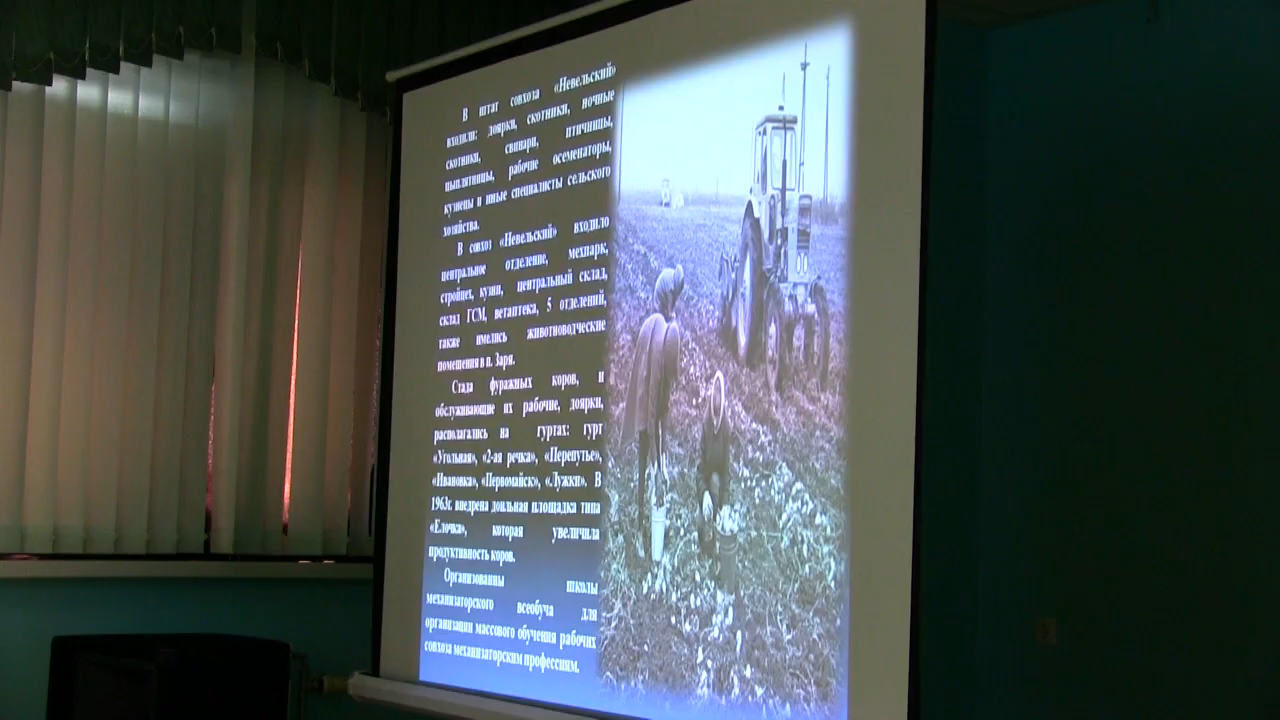 В штат совхоза «Невельский»
входили: доярки, скотники, ночные
скотники, свинари, птичницы,
цыплятницы, рабочие осеменаторы,
кузнецы и иные специалисты сельского
хозяйства.
В совхоз «Невельский» входило
центральное отделение, мехпарк,
стройцех, кузни, центральный склад,
склад ГСМ, ветаптека, 5 отделений,
также имелись животноводческие
помещения в п. Заря.
Стада фуражных коров, и
обслуживающие их рабочие, доярки,
располагались на гуртах: гурт
«Угольная», «2-ая речка», «Перепутье»,
«Ивановка», «Первомайск», «Лужки». В
1963г. внедрена доильная площадка типа
«Елочка», которая увеличила
продуктивность коров.
Организованны школы
механизаторского всеобуча для
организации массового обучения рабочих
совхоза механизаторским профессиям.